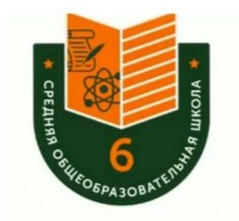 6
СРЕДНЯЯ ОБЩЕОБРАЗОВАТЕЛЬНАЯ ШКОЛА